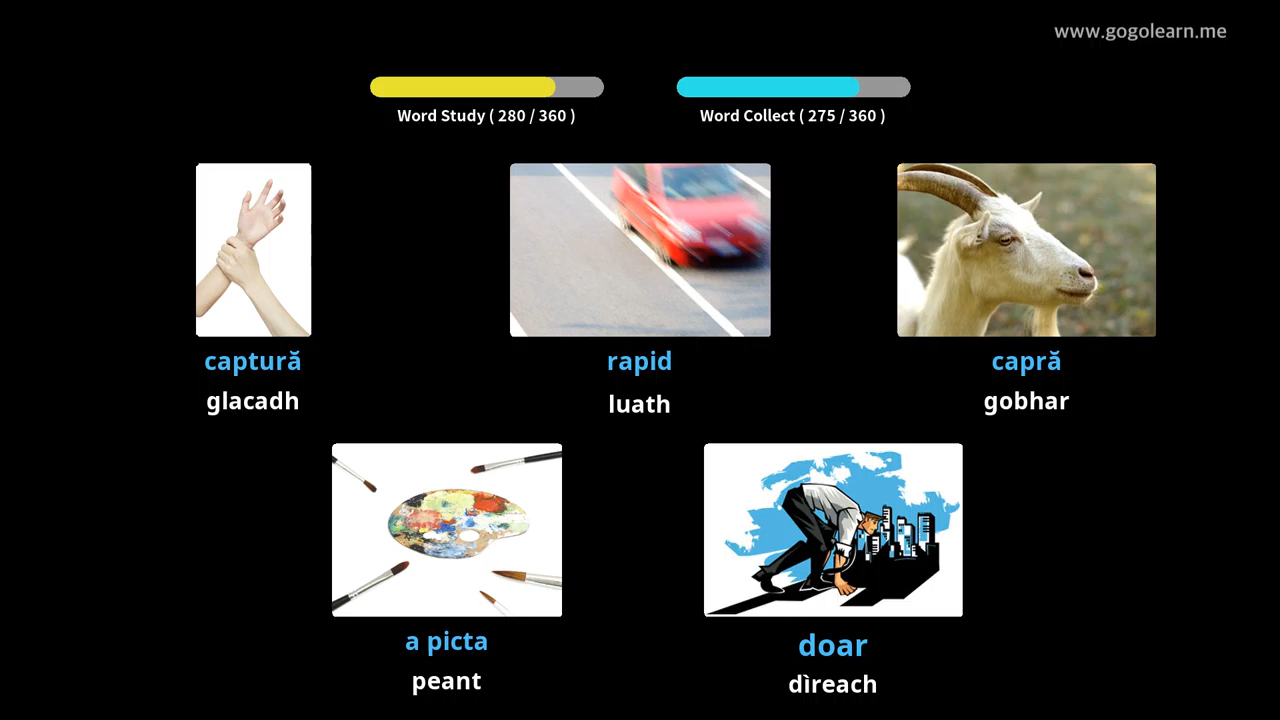 www.gogolearn.me
Word Study ( 280 / 360 )
Word Collect ( 275 / 360 )
captură
glacadh
rapid
luath
capră
gobhar
a picta
peant
doar
dìreach